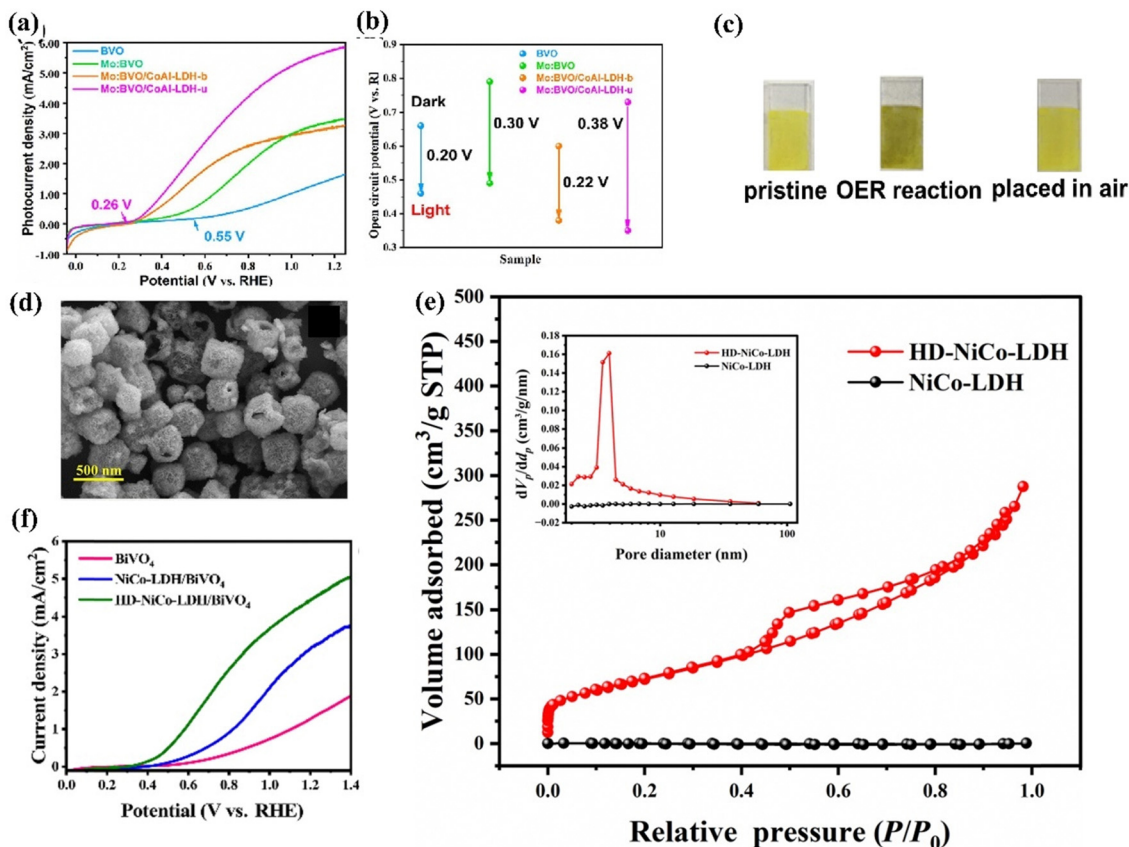 (a)
BVO
Mo:BVO
Mo:BVO/CoAl-LDH-b
Mo:BVO/CoAl-LDH-u
Photocurrent density (mA/cm²)
6.00
5.00
4.00
3.00
2.00
1.00
0.00
-1.00
0.26 V
0.55 V
0.0 0.2 0.4 0.6 0.8 1.0 1.2
Potential (V vs. RHE)
(b)
BVO
Mo:BVO
Mo:BVO/CoAl-LDH-b
Mo:BVO/CoAl-LDH-u
Open circuit potential (V vs. RI
0.9
0.8
0.7
0.6
0.5
0.4
0.3
Dark
Light
0.20 V
0.30 V
0.22 V
0.38 V
Sample
(c)
pristine OER reaction placed in air
(d)
500 nm
(e)
Volume adsorbed (cm³/g STP)
500
450
400
350
300
250
200
150
100
50
0
HD-NiCo-LDH
NiCo-LDH
dVₚ/ddₚ (cm³/g/nm)
0.18
0.16
0.14
0.12
0.10
0.08
0.06
0.04
0.02
0.00
−0.02
HD-NiCo-LDH
NiCo-LDH
10 100
Pore diameter (nm)
0.0 0.2 0.4 0.6 0.8 1.0
Relative pressure (P/P₀)
(f)
BiVO₄
NiCo-LDH/BiVO₄
HD-NiCo-LDH/BiVO₄
Current density (mA/cm²)
6
5
4
3
2
1
0
0.0 0.2 0.4 0.6 0.8 1.0 1.2 1.4
Potential (V vs. RHE)